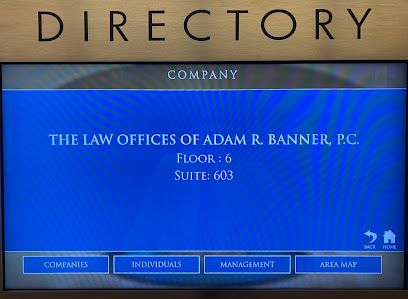 DIRECTORY
COMPANY
THE LAW OFFICES OF ADAM R. BANNER, P.C.
FLOOR : 6
SUITE: 603
BACK HOME
COMPANIES INDIVIDUALS MANAGEMENT AREA MAP